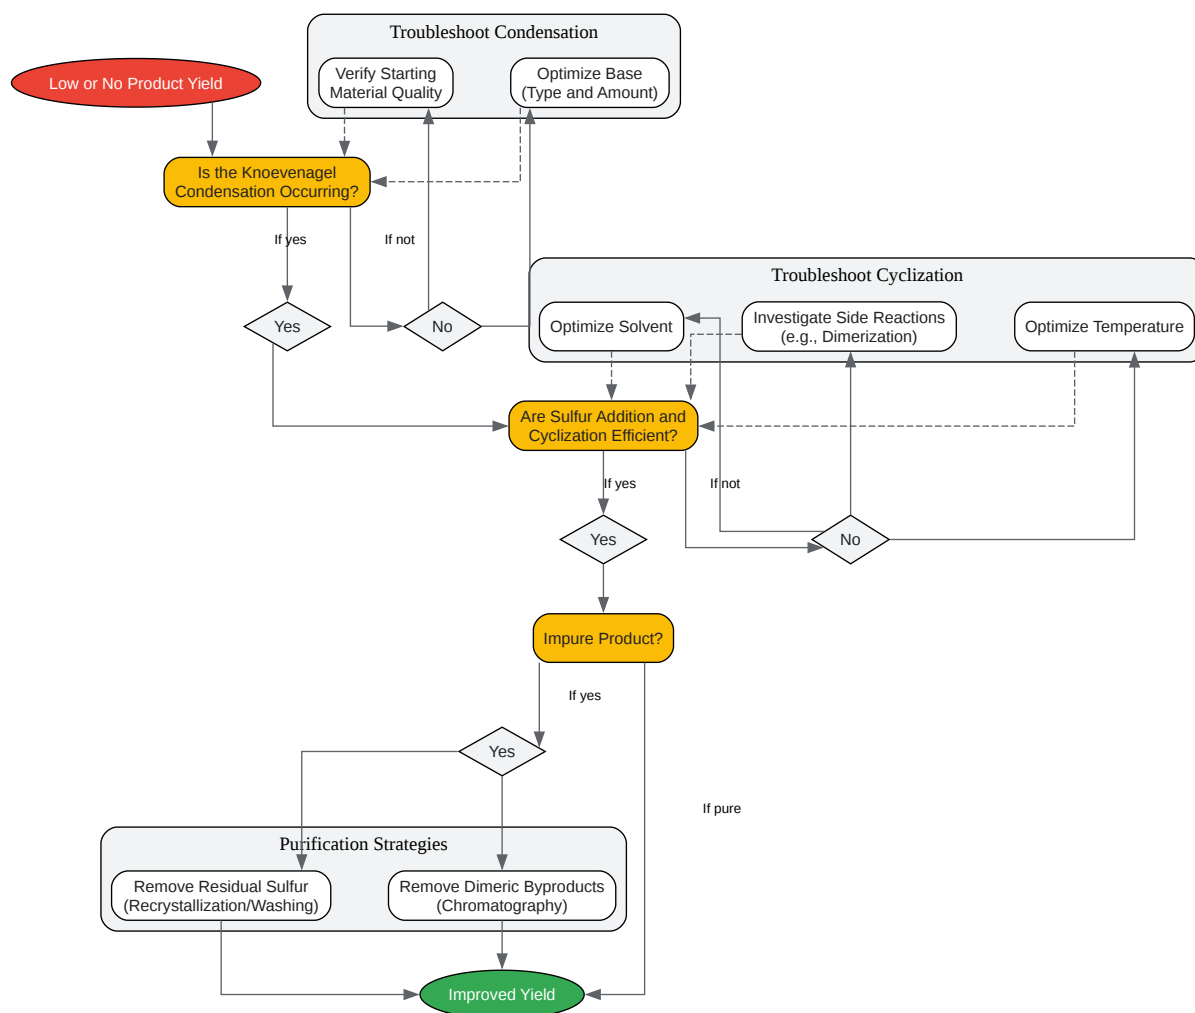 Troubleshoot Condensation
Low or No Product Yield
Verify Starting
Material Quality
Optimize Base
(Type and Amount)
Is the Knoevenagel
Condensation Occurring?
If yes
If not
Yes
No
Troubleshoot Cyclization
Optimize Solvent
Investigate Side Reactions
(e.g., Dimerization)
Optimize Temperature
Are Sulfur Addition and
Cyclization Efficient?
If yes
If not
Yes
No
Impure Product?
If yes
Yes
If pure
Purification Strategies
Remove Residual Sulfur
(Recrystallization/Washing)
Remove Dimeric Byproducts
(Chromatography)
Improved Yield